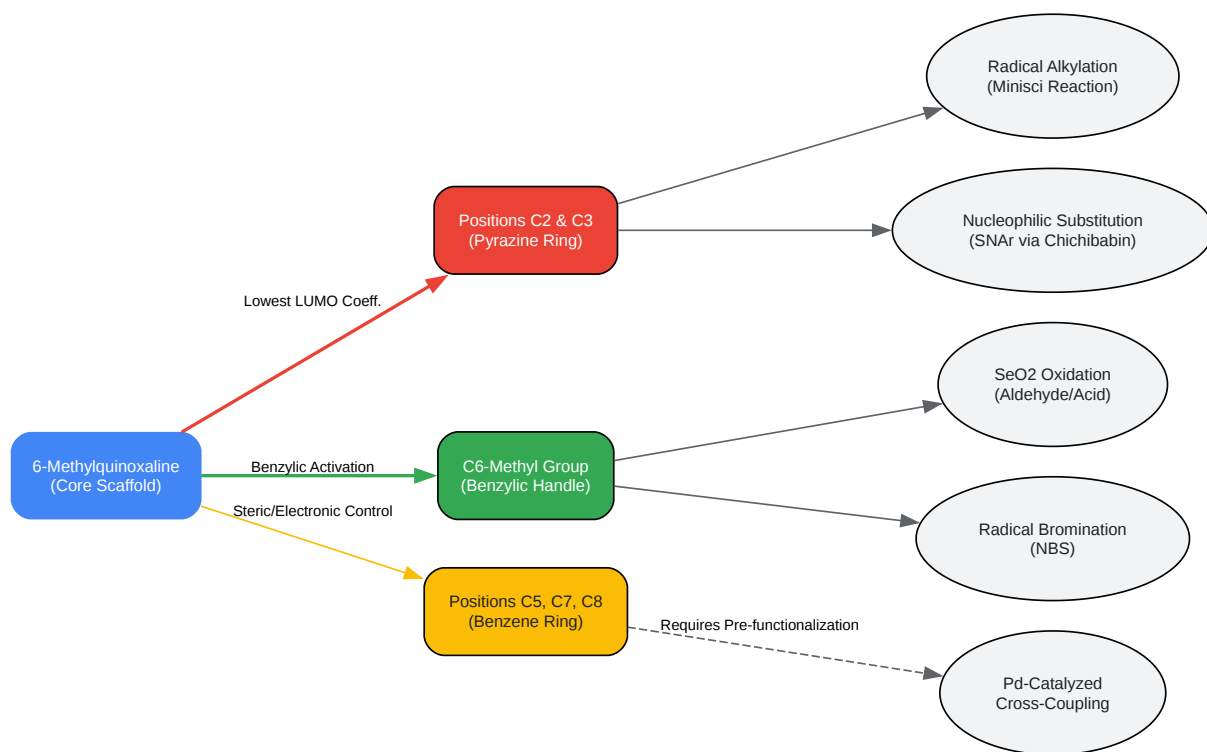 Radical Alkylation
(Minisci Reaction)
Positions C2 & C3
(Pyrazine Ring)
Nucleophilic Substitution
(SNAr via Chichibabin)
Lowest LUMO Coeff.
SeO2 Oxidation
(Aldehyde/Acid)
6-Methylquinoxaline
(Core Scaffold)
Benzylic Activation
C6-Methyl Group
(Benzylic Handle)
Steric/Electronic Control
Radical Bromination
(NBS)
Positions C5, C7, C8
(Benzene Ring)
Requires Pre-functionalization
Pd-Catalyzed
Cross-Coupling